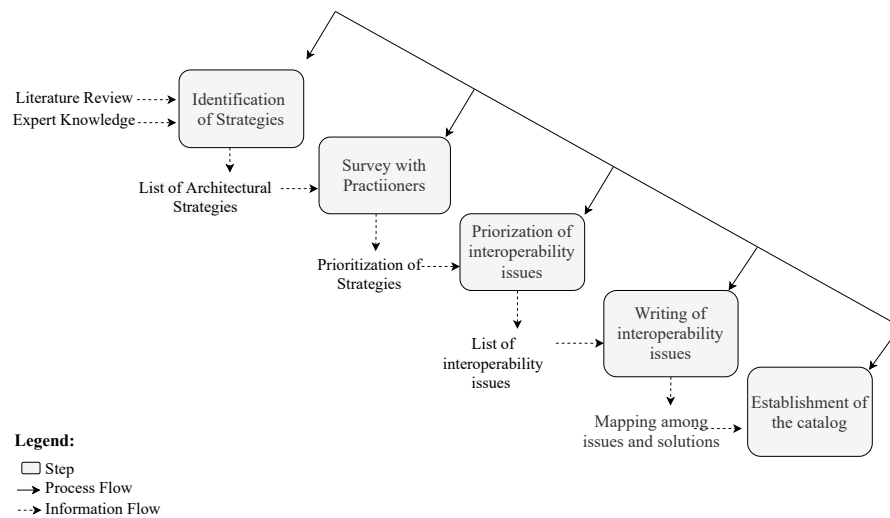 Literature Review
Expert Knowledge
Identification
of Strategies
List of Architectural
Strategies
Survey with
Practiioners
Prioritization of
Strategies
Priorization of
interoperability
issues
List of
interoperability
issues
Writing of
interoperability
issues
Mapping among
issues and solutions
Establishment of
the catalog
Legend:
Step
Process Flow
Information Flow